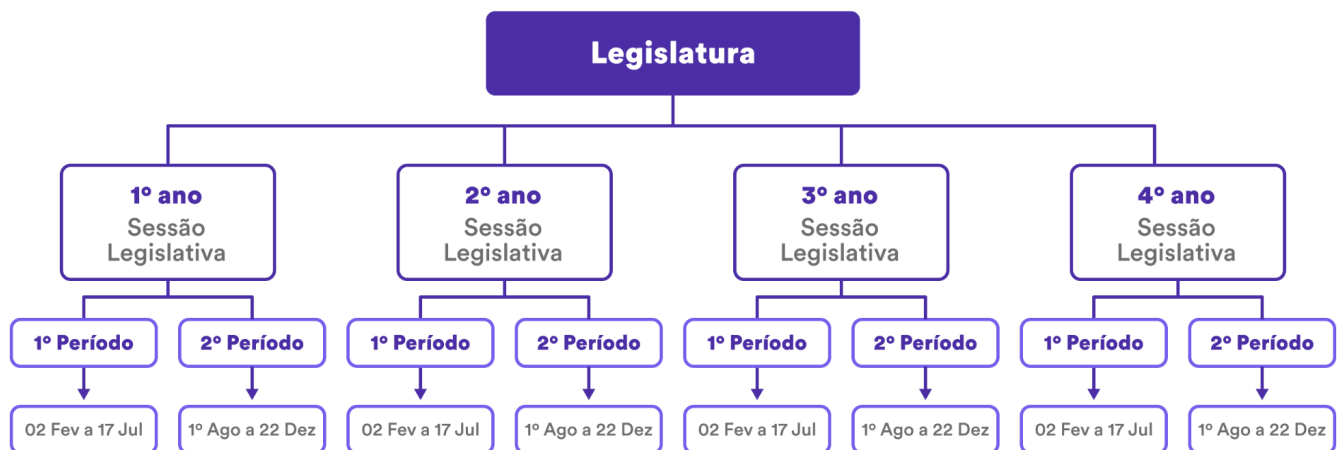 Legislatura
1º ano
Sessão
Legislativa
2º ano
Sessão
Legislativa
3º ano
Sessão
Legislativa
4º ano
Sessão
Legislativa
1º Período
2º Período
1º Período
2º Período
1º Período
2º Período
1º Período
2º Período
02 Fev a 17 Jul
1º Ago a 22 Dez
02 Fev a 17 Jul
1º Ago a 22 Dez
02 Fev a 17 Jul
1º Ago a 22 Dez
02 Fev a 17 Jul
1º Ago a 22 Dez